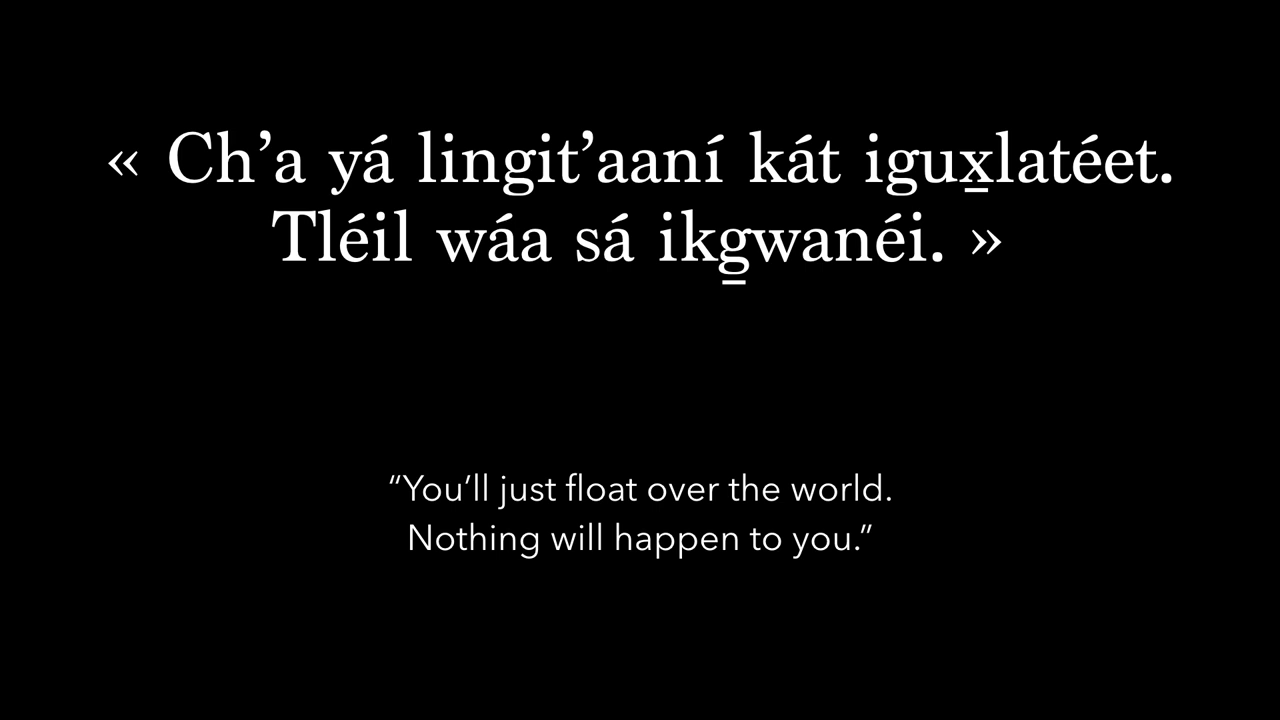 « Ch’a yá lingit’aaní kát igux̱latéet.
Tléil wáa sá ikg̱wanéi. »
“You’ll just float over the world.
Nothing will happen to you.”